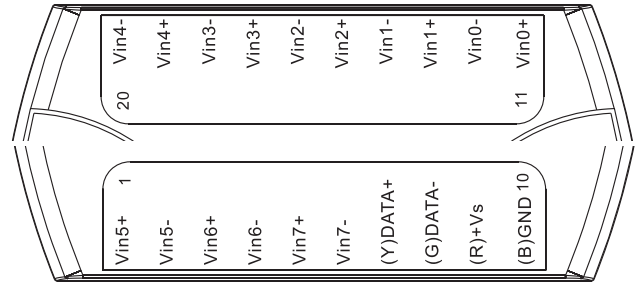 Vin4-
Vin4+
Vin3-
Vin3+
Vin2-
Vin2+
Vin1-
Vin1+
Vin0-
Vin0+
20
11
1
10
Vin5+
Vin5-
Vin6+
Vin6-
Vin7+
Vin7-
(Y)DATA+
(G)DATA-
(R)+Vs
(B)GND